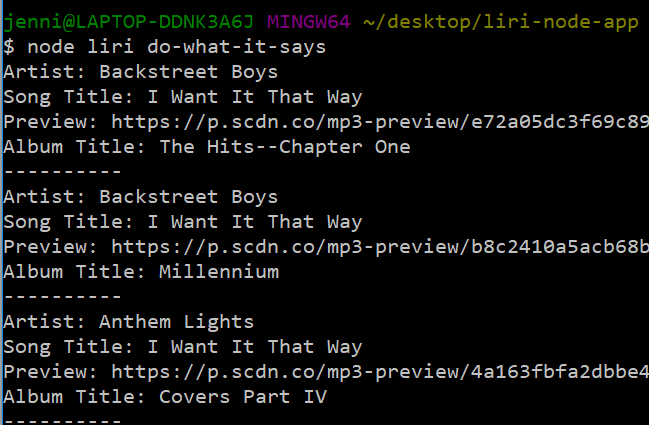 jenni@LAPTOP-DDNK3A6J MINGW64 ~/desktop/liri-node-app
$ node liri do-what-it-says
Artist: Backstreet Boys
Song Title: I Want It That Way
Preview: https://p.scdn.co/mp3-preview/e72a05dc3f69c89
Album Title: The Hits--Chapter One
----------
Artist: Backstreet Boys
Song Title: I Want It That Way
Preview: https://p.scdn.co/mp3-preview/b8c2410a5acb68b
Album Title: Millennium
----------
Artist: Anthem Lights
Song Title: I Want It That Way
Preview: https://p.scdn.co/mp3-preview/4a163fbfa2dbbe4
Album Title: Covers Part IV
----------